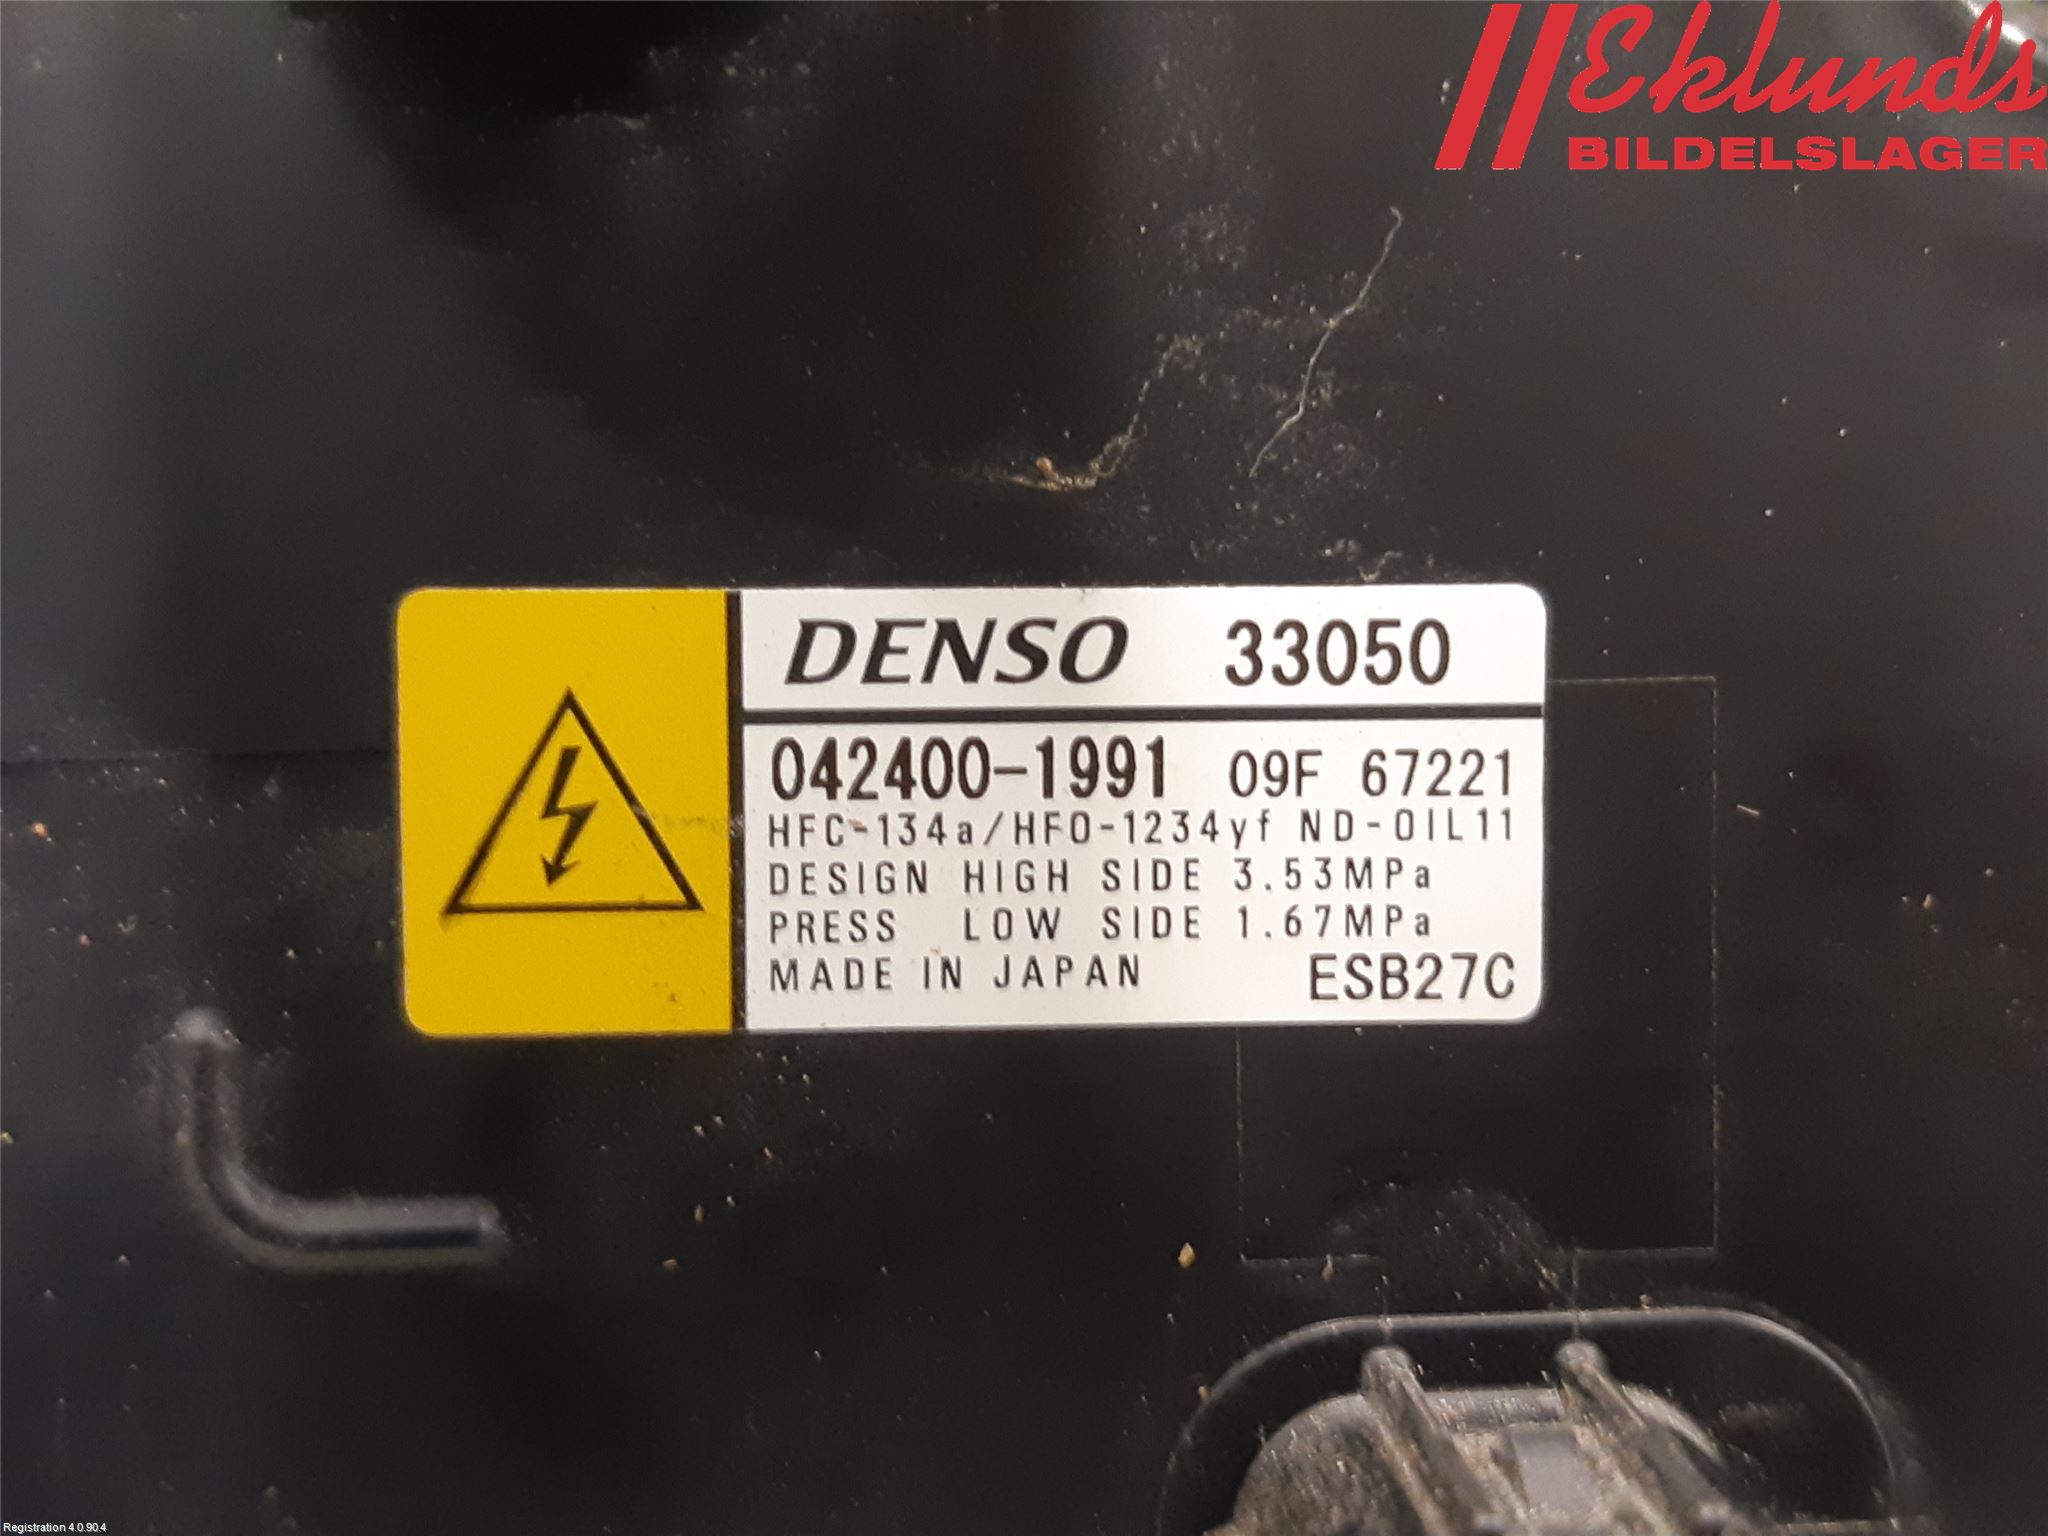 Eklunds
BILDELSLAGER
DENSO 33050
042400-1991 09F 67221
HFC-134a/HFO-1234yf ND-OIL11
DESIGN HIGH SIDE 3.53MPa
PRESS LOW SIDE 1.67MPa
MADE IN JAPAN ESB27C
Registration 4.0.90.4